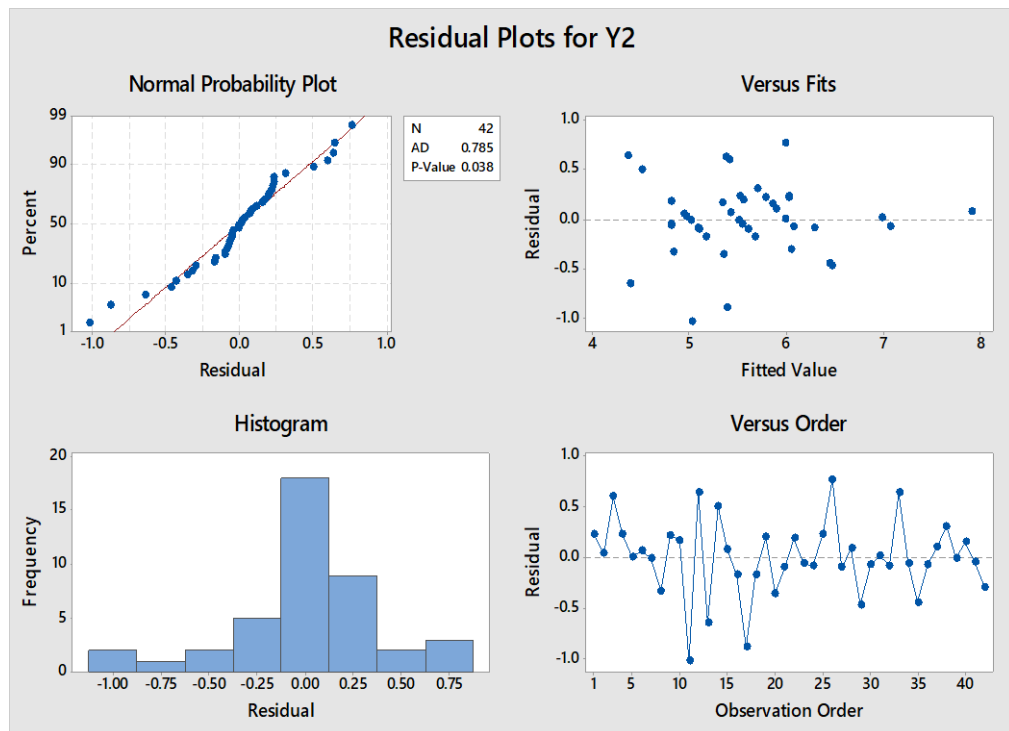 Residual Plots for Y2
Normal Probability Plot
99
90
50
10
1
Percent
-1.0 -0.5 0.0 0.5 1.0
Residual
N 42
AD 0.785
P-Value 0.038
Versus Fits
1.0
0.5
0.0
-0.5
-1.0
Residual
4 5 6 7 8
Fitted Value
Histogram
20
15
10
5
0
Frequency
-1.00 -0.75 -0.50 -0.25 0.00 0.25 0.50 0.75
Residual
Versus Order
1.0
0.5
0.0
-0.5
-1.0
Residual
1 5 10 15 20 25 30 35 40
Observation Order